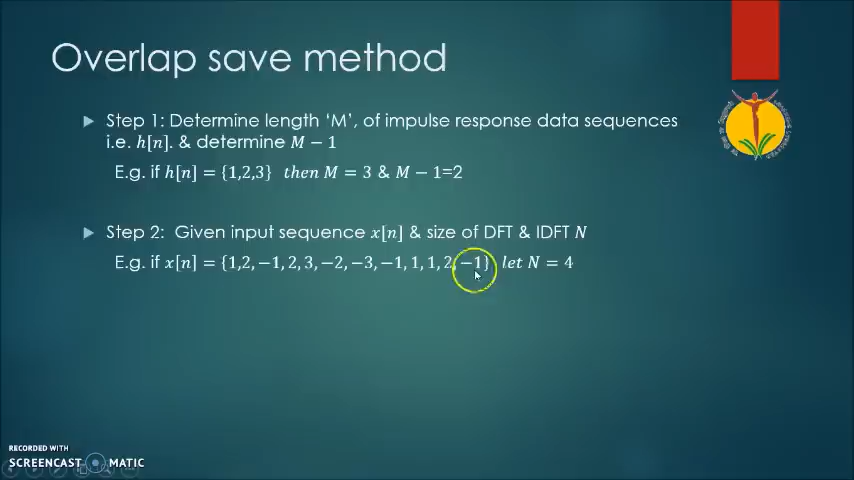 Overlap save method
Step 1: Determine length ‘M’, of impulse response data sequences
i.e. h[n]. & determine M − 1
E.g. if h[n] = {1,2,3} then M = 3 & M − 1=2
Step 2: Given input sequence x[n] & size of DFT & IDFT N
E.g. if x[n] = {1,2, −1, 2, 3, −2, −3, −1, 1, 1, 2, −1} let N = 4
RECORDED WITH
SCREENCAST MATIC